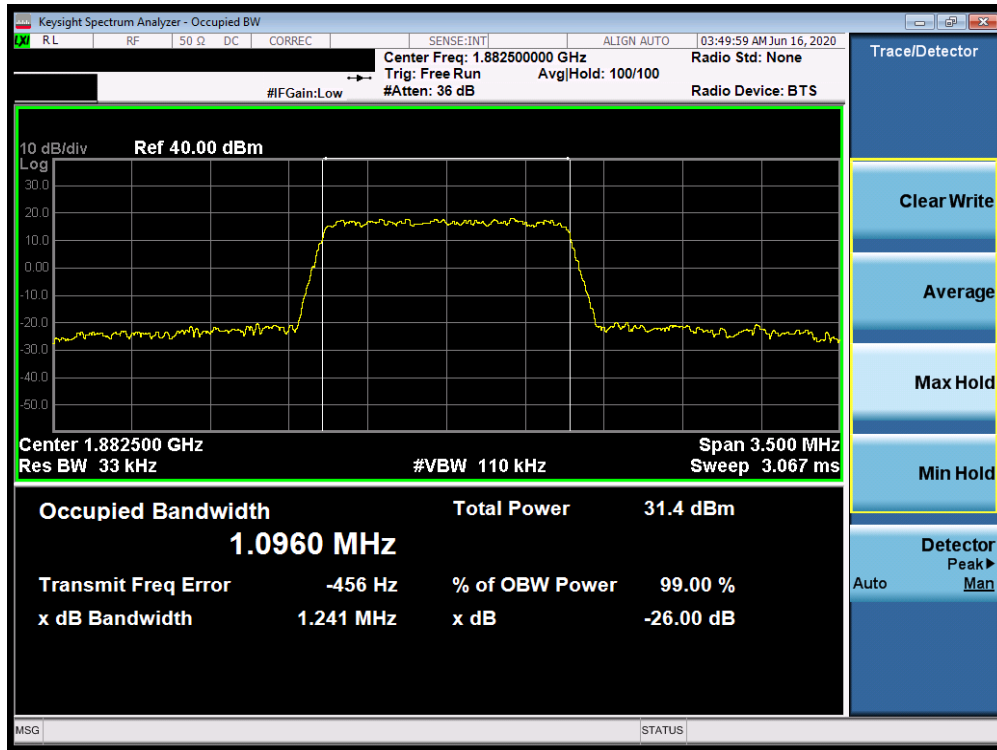 Keysight Spectrum Analyzer - Occupied BW
LXI RL RF 50 Ω DC CORREC SENSE:INT ALIGN AUTO 03:49:59 AM Jun 16, 2020
Center Freq: 1.882500000 GHz Radio Std: None
Trig: Free Run Avg|Hold: 100/100
#IFGain:Low #Atten: 36 dB Radio Device: BTS
Trace/Detector
10 dB/div Ref 40.00 dBm
Log
30.0
20.0
10.0
0.00
-10.0
-20.0
-30.0
-40.0
-50.0
Center 1.882500 GHz Span 3.500 MHz
Res BW 33 kHz #VBW 110 kHz Sweep 3.067 ms
Occupied Bandwidth Total Power 31.4 dBm
1.0960 MHz
Transmit Freq Error -456 Hz % of OBW Power 99.00 %
x dB Bandwidth 1.241 MHz x dB -26.00 dB
Clear Write
Average
Max Hold
Min Hold
Detector
Peak▶
Auto Man
MSG STATUS